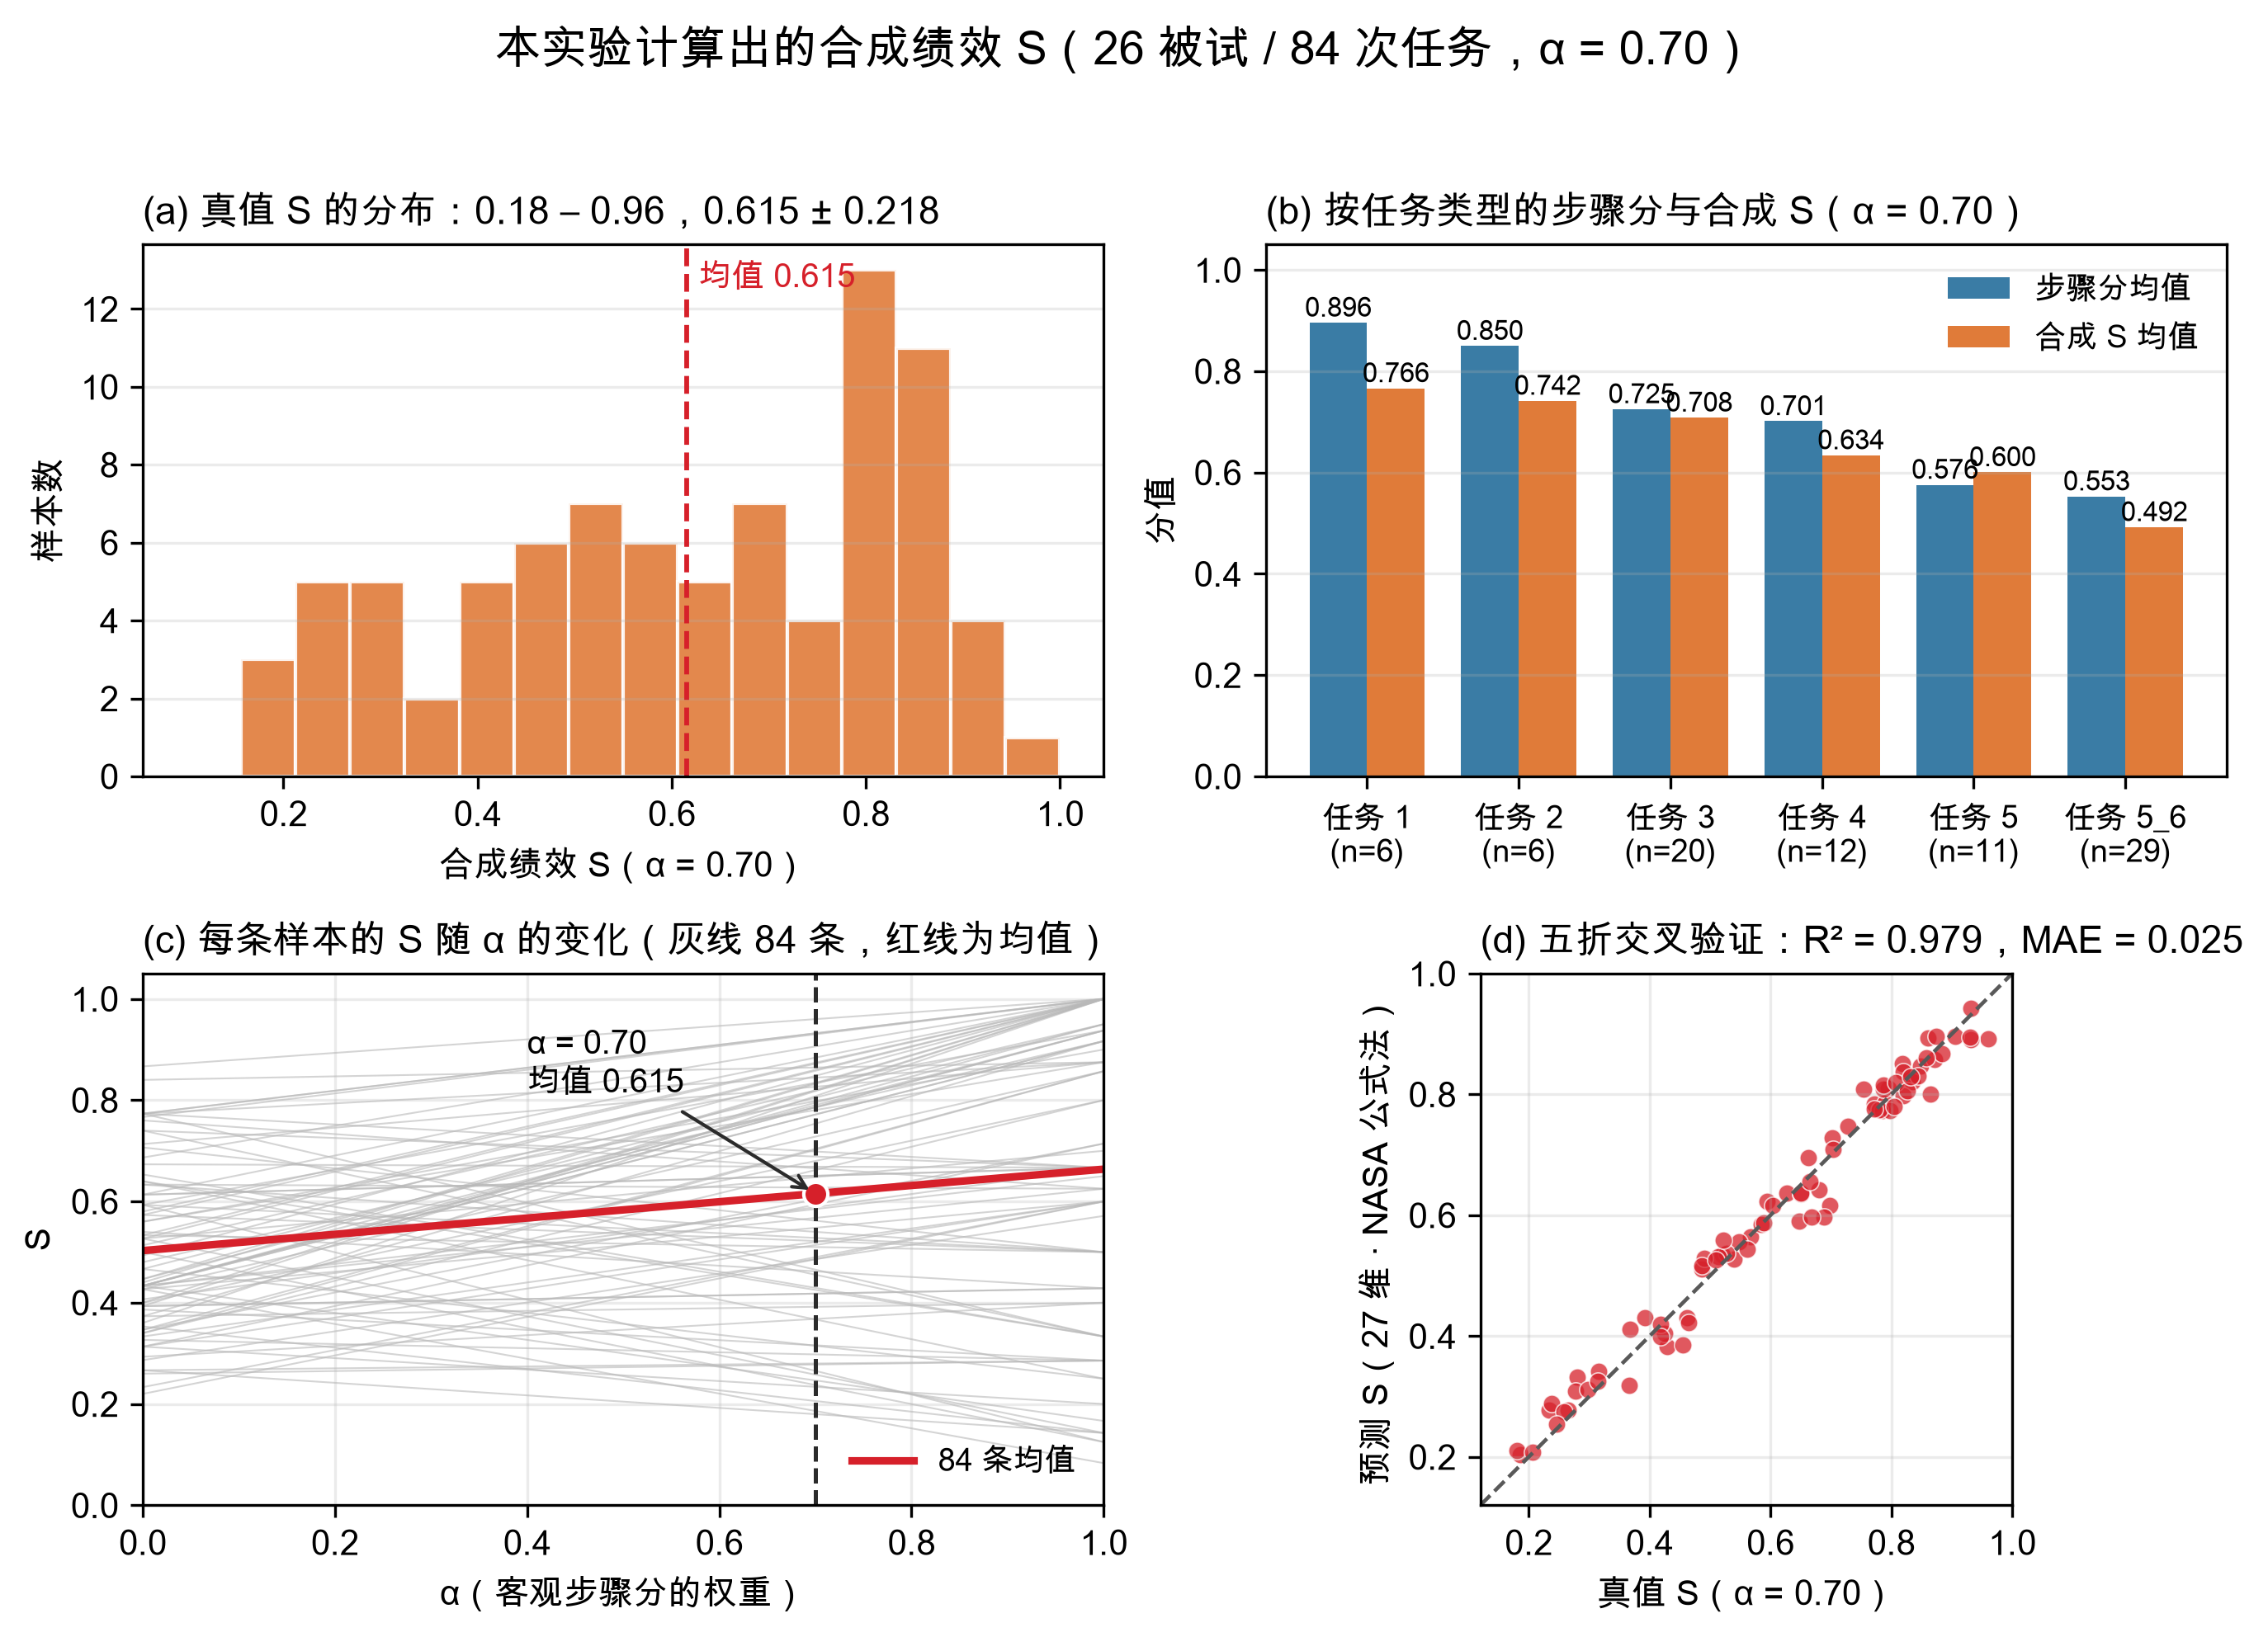 本实验计算出的合成绩效 S（26 被试 / 84 次任务，α = 0.70）
(a) 真值 S 的分布：0.18 – 0.96，0.615 ± 0.218
均值 0.615
样本数
12
10
8
6
4
2
0
0.2 0.4 0.6 0.8 1.0
合成绩效 S（α = 0.70）
(b) 按任务类型的步骤分与合成 S（α = 0.70）
步骤分均值
合成 S 均值
分值
1.0
0.8
0.6
0.4
0.2
0.0
0.896 0.766 0.850 0.742 0.725 0.708 0.701 0.634 0.576 0.600 0.553 0.492
任务 1 任务 2 任务 3 任务 4 任务 5 任务 5_6
(n=6) (n=6) (n=20) (n=12) (n=11) (n=29)
(c) 每条样本的 S 随 α 的变化（灰线 84 条，红线为均值）
α = 0.70
均值 0.615
84 条均值
S
1.0
0.8
0.6
0.4
0.2
0.0
0.0 0.2 0.4 0.6 0.8 1.0
α（客观步骤分的权重）
(d) 五折交叉验证：R² = 0.979，MAE = 0.025
预测 S（27 维 · NASA 公式法）
1.0
0.8
0.6
0.4
0.2
0.2 0.4 0.6 0.8 1.0
真值 S（α = 0.70）